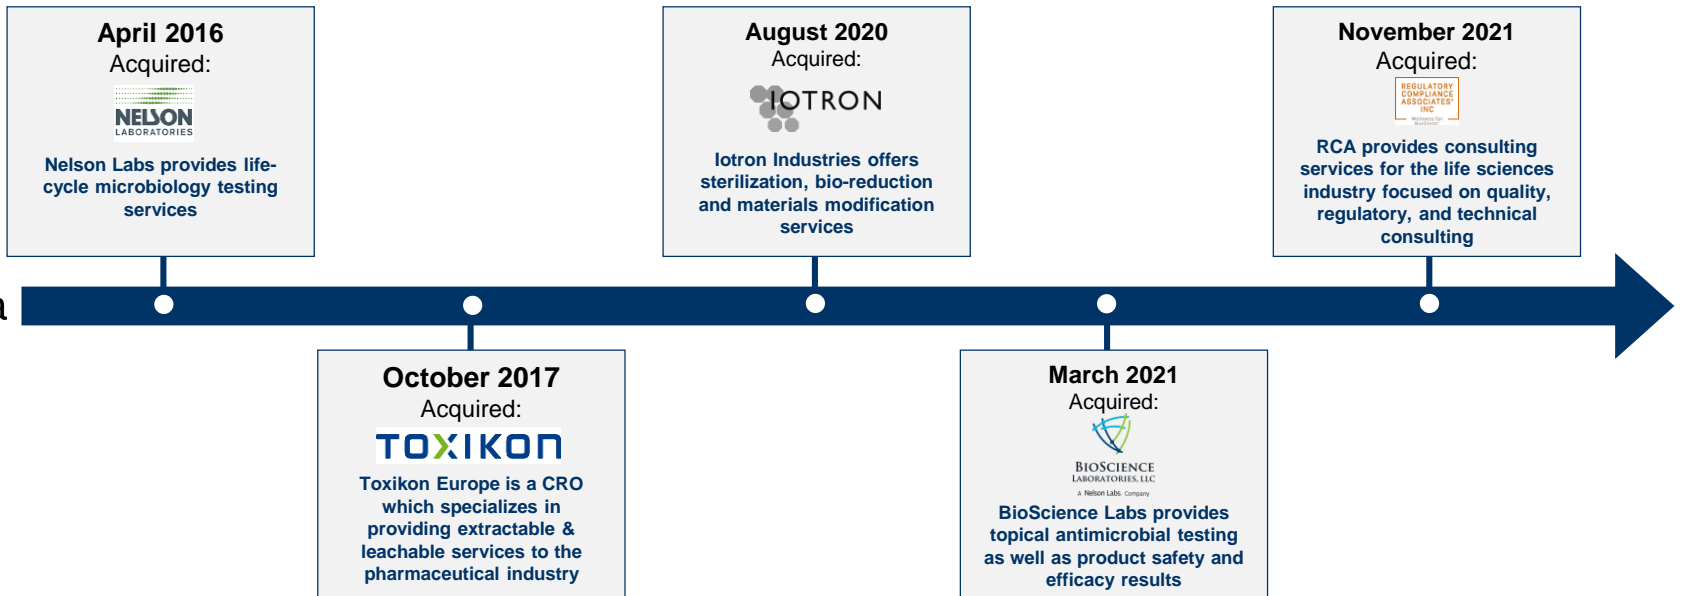 April 2016
Acquired:
NELSON
LABORATORIES
Nelson Labs provides life-
cycle microbiology testing
services
August 2020
Acquired:
IOTRON
Iotron Industries offers
sterilization, bio-reduction
and materials modification
services
November 2021
Acquired:
REGULATORY
COMPLIANCE
ASSOCIATES®
INC
Wellness for
Business®
RCA provides consulting
services for the life sciences
industry focused on quality,
regulatory, and technical
consulting
a
October 2017
Acquired:
TOXIKON
Toxikon Europe is a CRO
which specializes in
providing extractable &
leachable services to the
pharmaceutical industry
March 2021
Acquired:
BIOSCIENCE
LABORATORIES, LLC
A Nelson Labs Company
BioScience Labs provides
topical antimicrobial testing
as well as product safety and
efficacy results